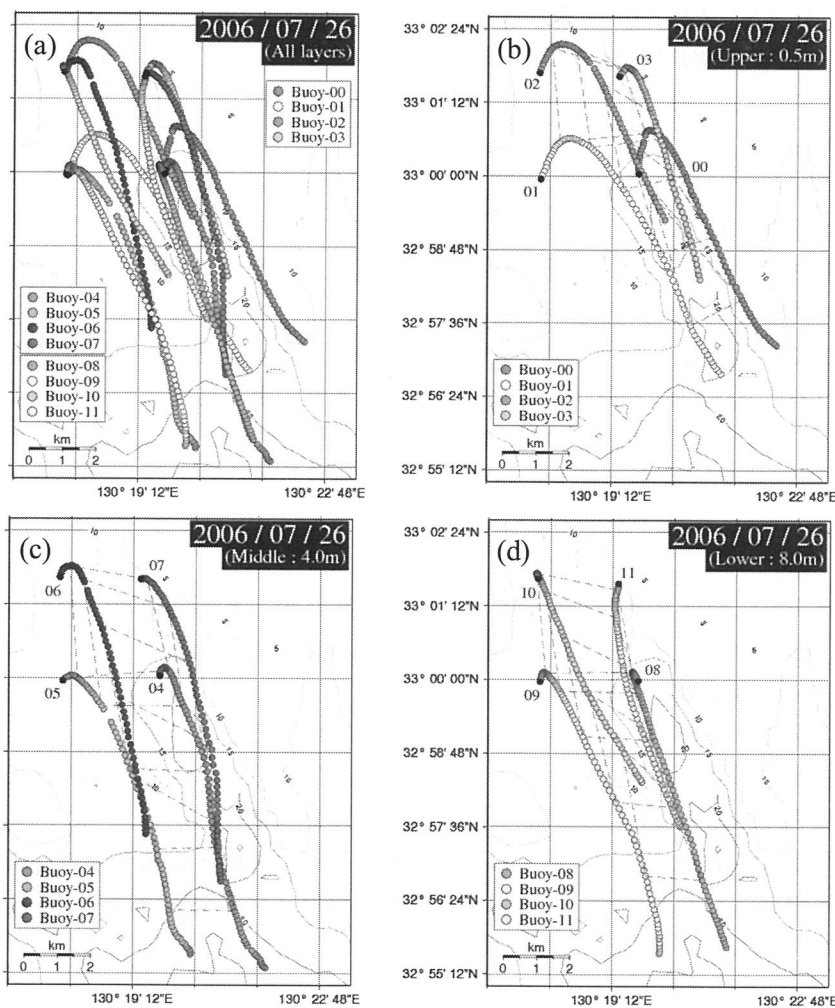 (a)
2006 / 07 / 26
(All layers)
Buoy-00
Buoy-01
Buoy-02
Buoy-03
Buoy-04
Buoy-05
Buoy-06
Buoy-07
Buoy-08
Buoy-09
Buoy-10
Buoy-11
km
0 1 2
130° 19' 12"E
130° 22' 48"E
10
5
5
10
15
10
20
(b)
2006 / 07 / 26
(Upper : 0.5m)
33° 02' 24"N
33° 01' 12"N
33° 00' 00"N
32° 58' 48"N
32° 57' 36"N
32° 56' 24"N
32° 55' 12"N
02
03
01
00
Buoy-00
Buoy-01
Buoy-02
Buoy-03
km
0 1 2
130° 19' 12"E
130° 22' 48"E
(c)
2006 / 07 / 26
(Middle : 4.0m)
06
07
05
04
Buoy-04
Buoy-05
Buoy-06
Buoy-07
km
0 1 2
130° 19' 12"E
130° 22' 48"E
(d)
2006 / 07 / 26
(Lower : 8.0m)
33° 02' 24"N
33° 01' 12"N
33° 00' 00"N
32° 58' 48"N
32° 57' 36"N
32° 56' 24"N
32° 55' 12"N
10
11
09
08
Buoy-08
Buoy-09
Buoy-10
Buoy-11
km
0 1 2
130° 19' 12"E
130° 22' 48"E